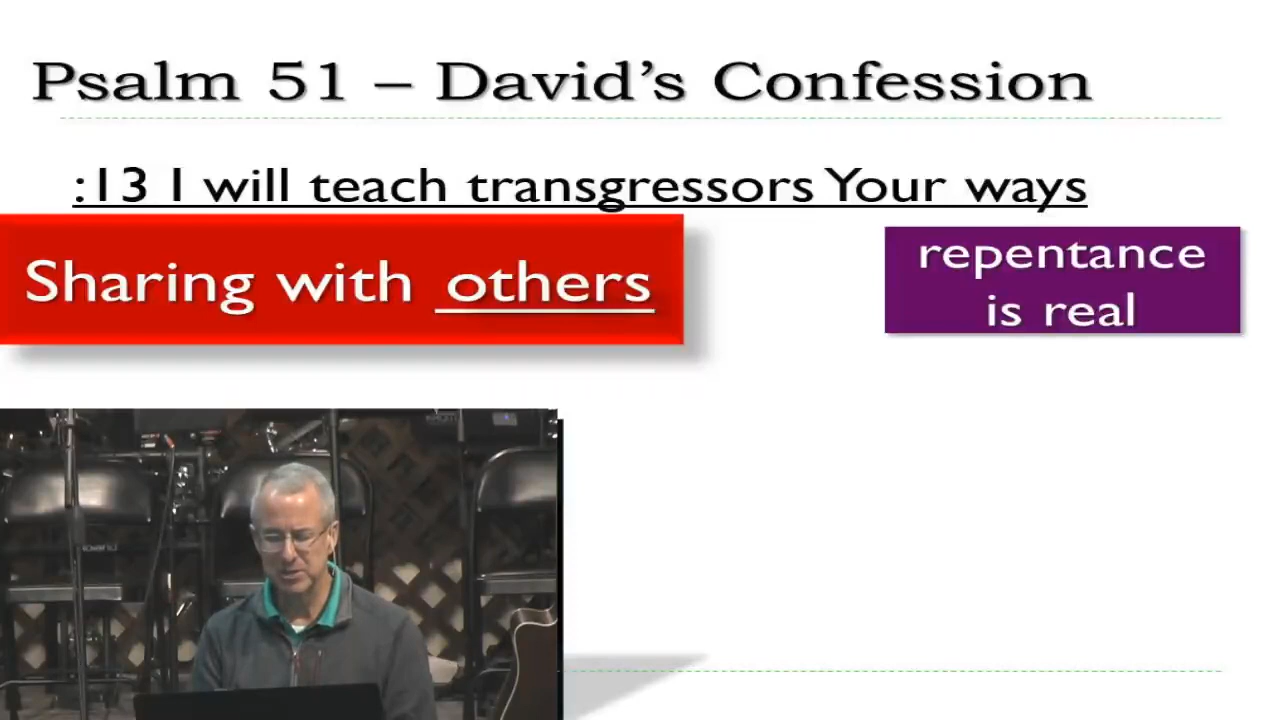 Psalm 51 – David’s Confession
:13 I will teach transgressors Your ways
Sharing with others
repentance
is real